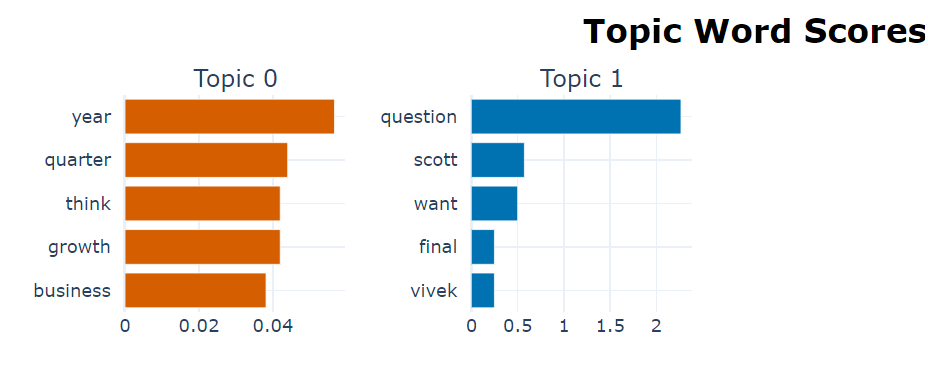 Topic Word Scores
Topic 0
year
quarter
think
growth
business
0 0.02 0.04
Topic 1
question
scott
want
final
vivek
0 0.5 1 1.5 2